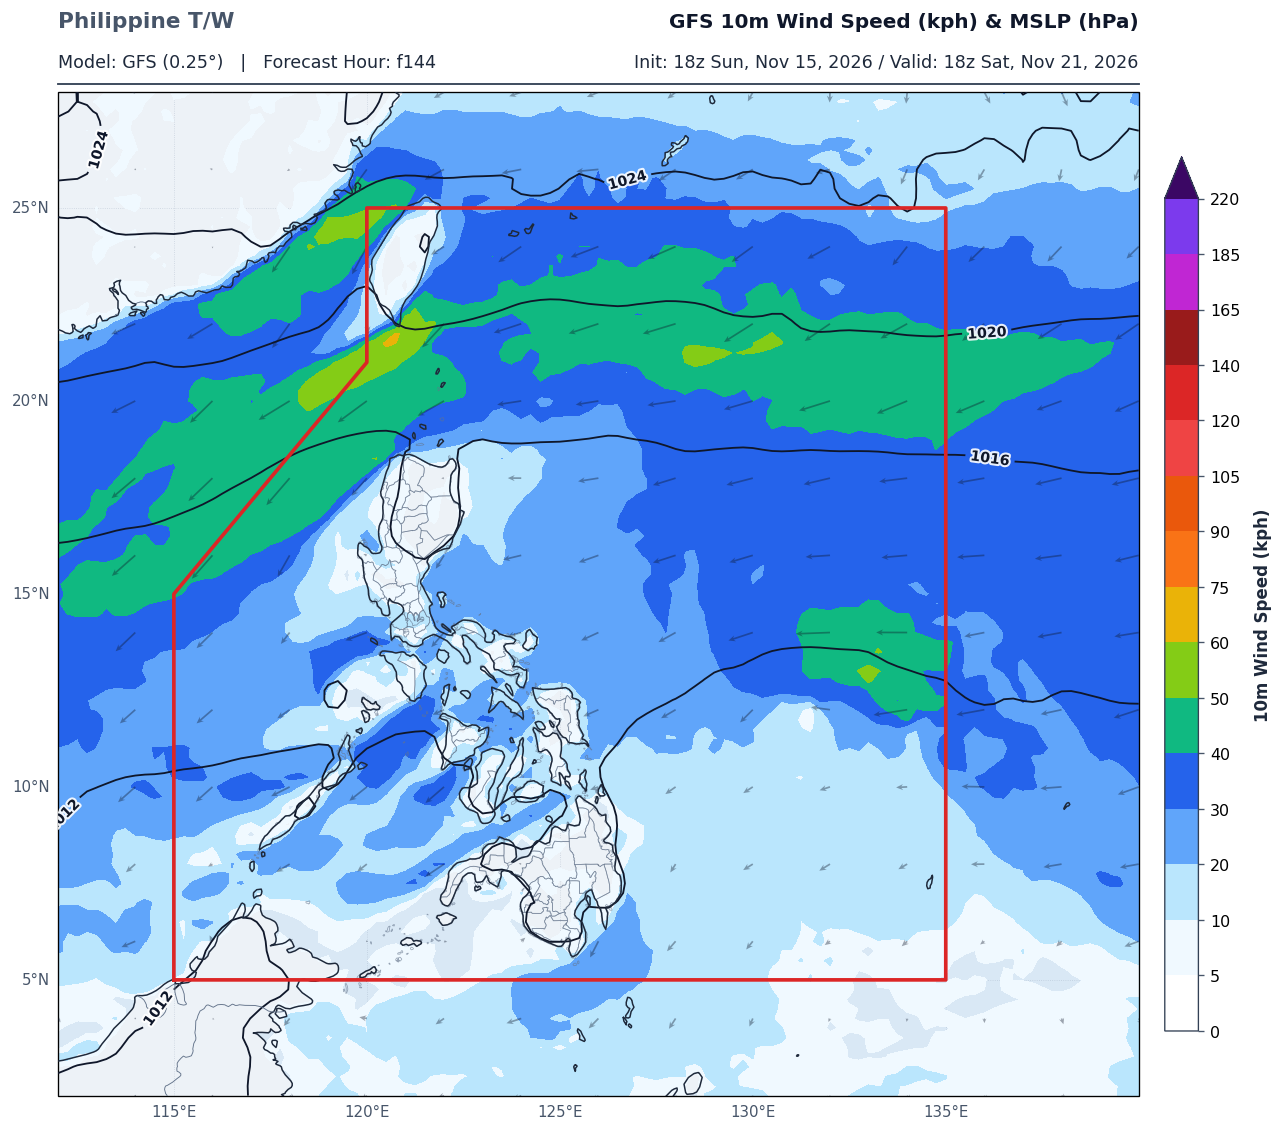 Philippine T/W
GFS 10m Wind Speed (kph) & MSLP (hPa)
Model: GFS (0.25°)   |   Forecast Hour: f144
Init: 18z Sun, Nov 15, 2026 / Valid: 18z Sat, Nov 21, 2026
1024
1024
1020
1016
1012
1012
25°N
20°N
15°N
10°N
5°N
115°E
120°E
125°E
130°E
135°E
220
185
165
140
120
105
90
75
60
50
40
30
20
10
5
0
10m Wind Speed (kph)